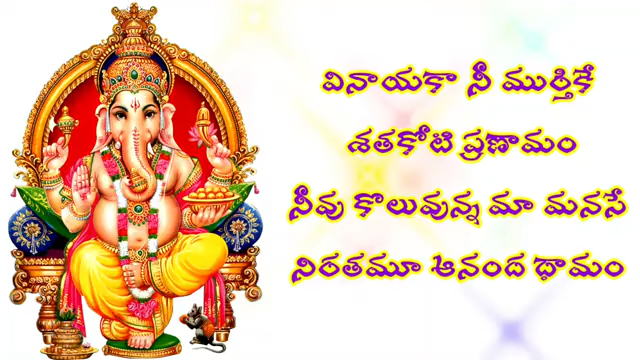 వినాయకా నీ ముర్తికే
శతకోటి ప్రణామం
నీవు కొలువున్న మా మనసే
నిరతమూ ఆనంద ధామం